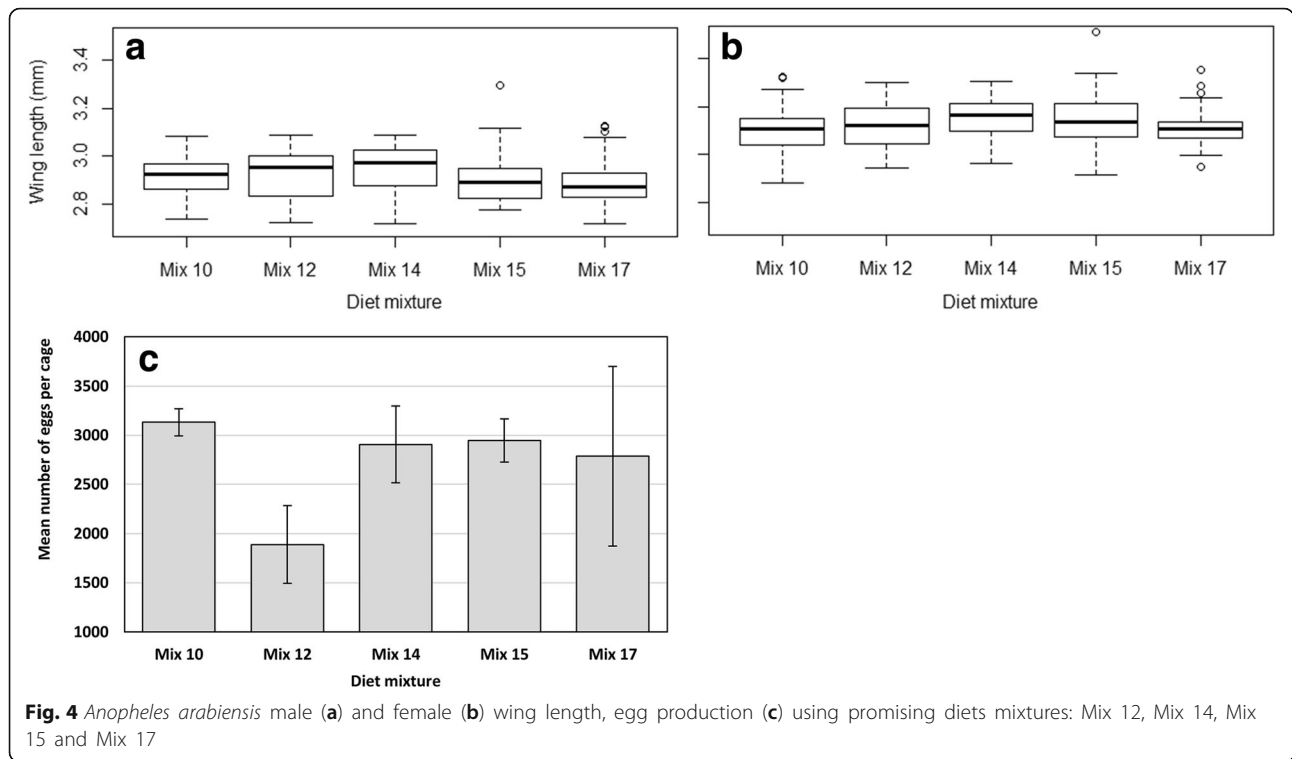 a
Wing length (mm)
3.4
3.2
3.0
2.8
Mix 10 Mix 12 Mix 14 Mix 15 Mix 17
Diet mixture
b
Mix 10 Mix 12 Mix 14 Mix 15 Mix 17
Diet mixture
c
Mean number of eggs per cage
4000
3500
3000
2500
2000
1500
1000
Mix 10 Mix 12 Mix 14 Mix 15 Mix 17
Diet mixture
Fig. 4 Anopheles arabiensis male (a) and female (b) wing length, egg production (c) using promising diets mixtures: Mix 12, Mix 14, Mix
15 and Mix 17